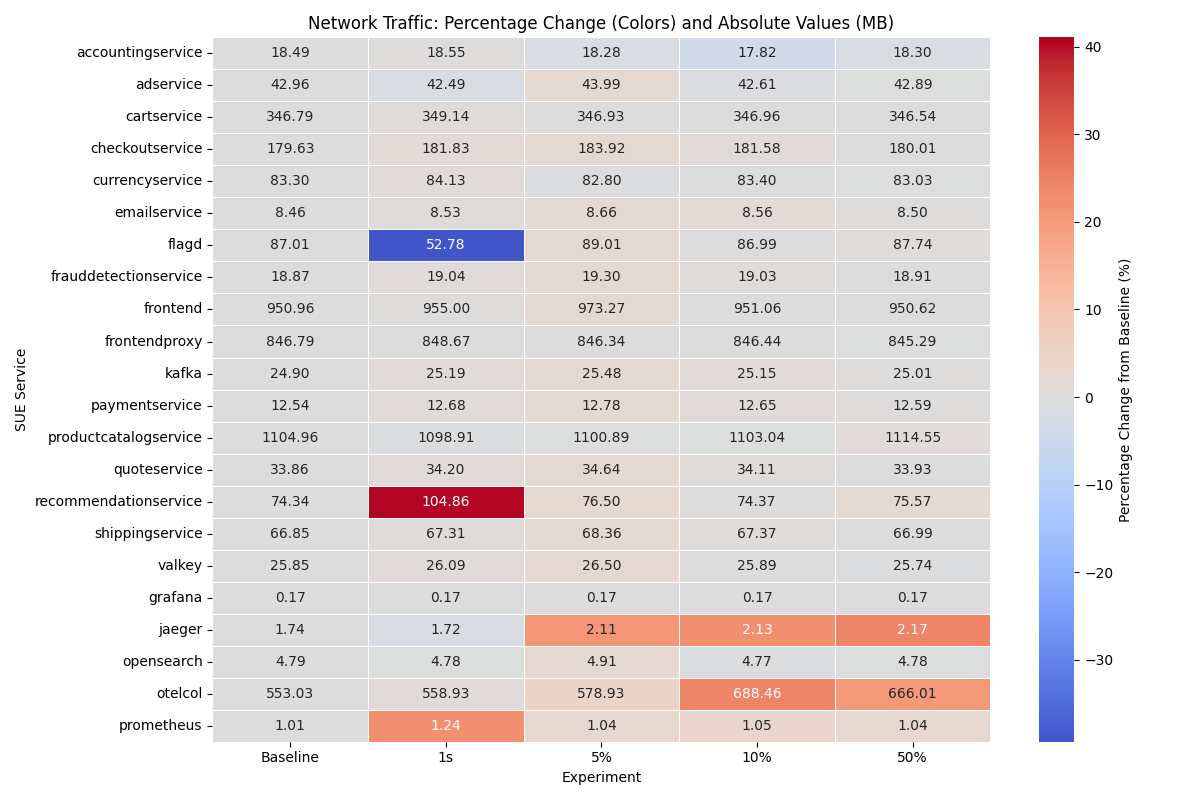 Network Traffic: Percentage Change (Colors) and Absolute Values (MB)
accountingservice 18.49 18.55 18.28 17.82 18.30
adservice 42.96 42.49 43.99 42.61 42.89
cartservice 346.79 349.14 346.93 346.96 346.54
checkoutservice 179.63 181.83 183.92 181.58 180.01
currencyservice 83.30 84.13 82.80 83.40 83.03
emailservice 8.46 8.53 8.66 8.56 8.50
flagd 87.01 52.78 89.01 86.99 87.74
frauddetectionservice 18.87 19.04 19.30 19.03 18.91
frontend 950.96 955.00 973.27 951.06 950.62
frontendproxy 846.79 848.67 846.34 846.44 845.29
kafka 24.90 25.19 25.48 25.15 25.01
paymentservice 12.54 12.68 12.78 12.65 12.59
productcatalogservice 1104.96 1098.91 1100.89 1103.04 1114.55
quoteservice 33.86 34.20 34.64 34.11 33.93
recommendationservice 74.34 104.86 76.50 74.37 75.57
shippingservice 66.85 67.31 68.36 67.37 66.99
valkey 25.85 26.09 26.50 25.89 25.74
grafana 0.17 0.17 0.17 0.17 0.17
jaeger 1.74 1.72 2.11 2.13 2.17
opensearch 4.79 4.78 4.91 4.77 4.78
otelcol 553.03 558.93 578.93 688.46 666.01
prometheus 1.01 1.24 1.04 1.05 1.04
Baseline 1s 5% 10% 50%
Experiment
SUE Service
40
30
20
10
0
−10
−20
−30
Percentage Change from Baseline (%)